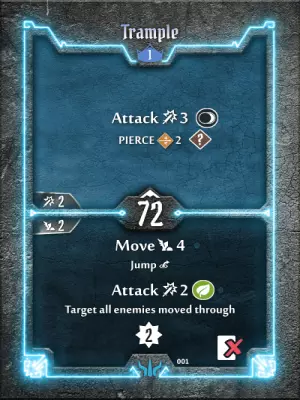 Trample
1
Attack 3
PIERCE 2 ?
2
72
2
Move 4
Jump
Attack 2
Target all enemies moved through
2
001